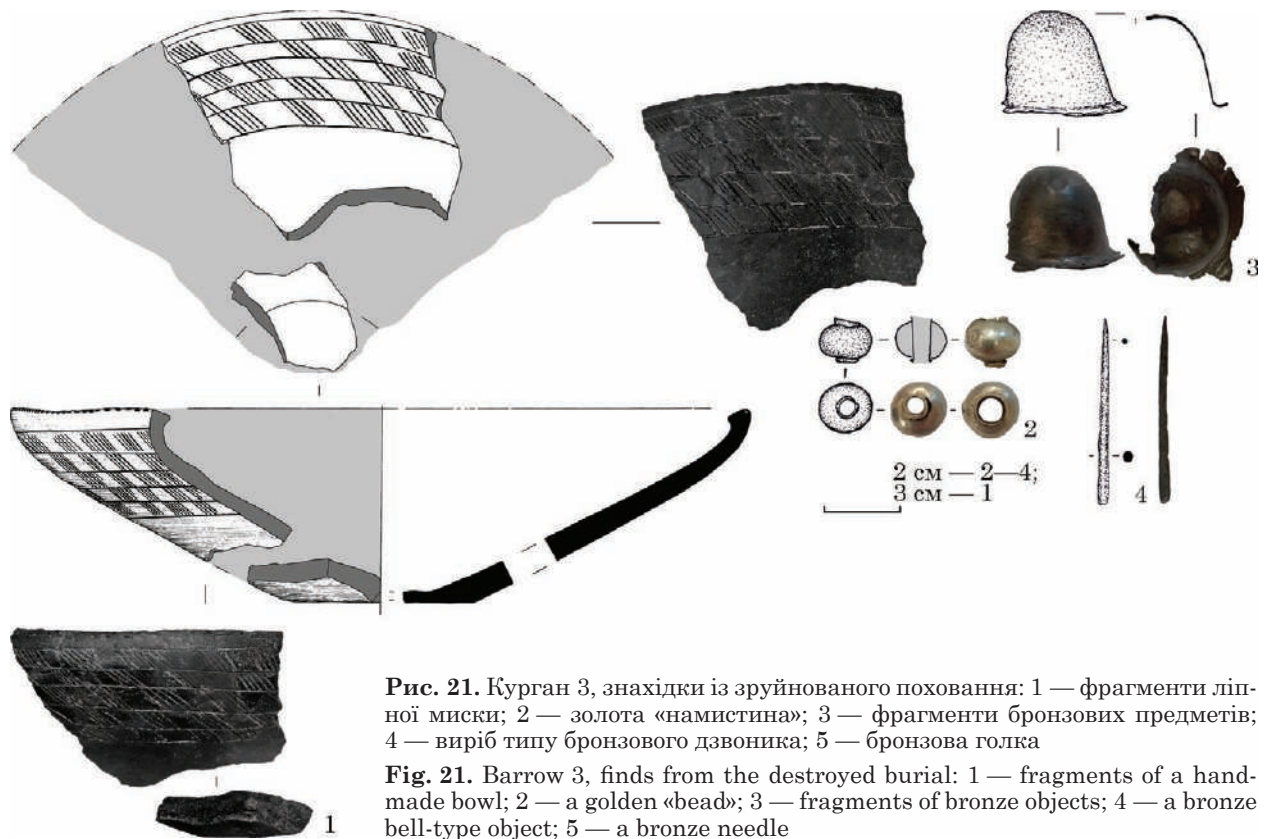 3
2
2 см — 2—4;
3 см — 1
4
1
Рис. 21. Курган 3, знахідки із зруйнованого поховання: 1 — фрагменти ліп-
ної миски; 2 — золота «намистина»; 3 — фрагменти бронзових предметів;
4 — виріб типу бронзового дзвоника; 5 — бронзова голка
Fig. 21. Barrow 3, finds from the destroyed burial: 1 — fragments of a hand-
made bowl; 2 — a golden «bead»; 3 — fragments of bronze objects; 4 — a bronze
bell-type object; 5 — a bronze needle